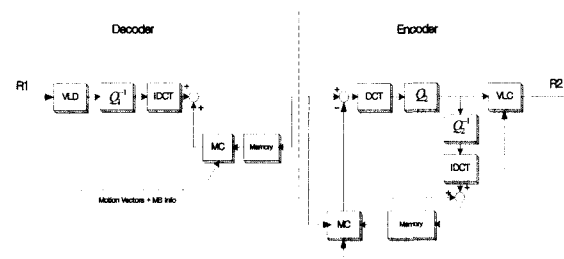 Decoder
Encoder
R1
VLD
Q₁⁻¹
IDCT
+
+
MC
Memory
Motion Vectors + MB Info
+
−
DCT
Q₂
VLC
R2
Q₂⁻¹
IDCT
+
+
MC
Memory